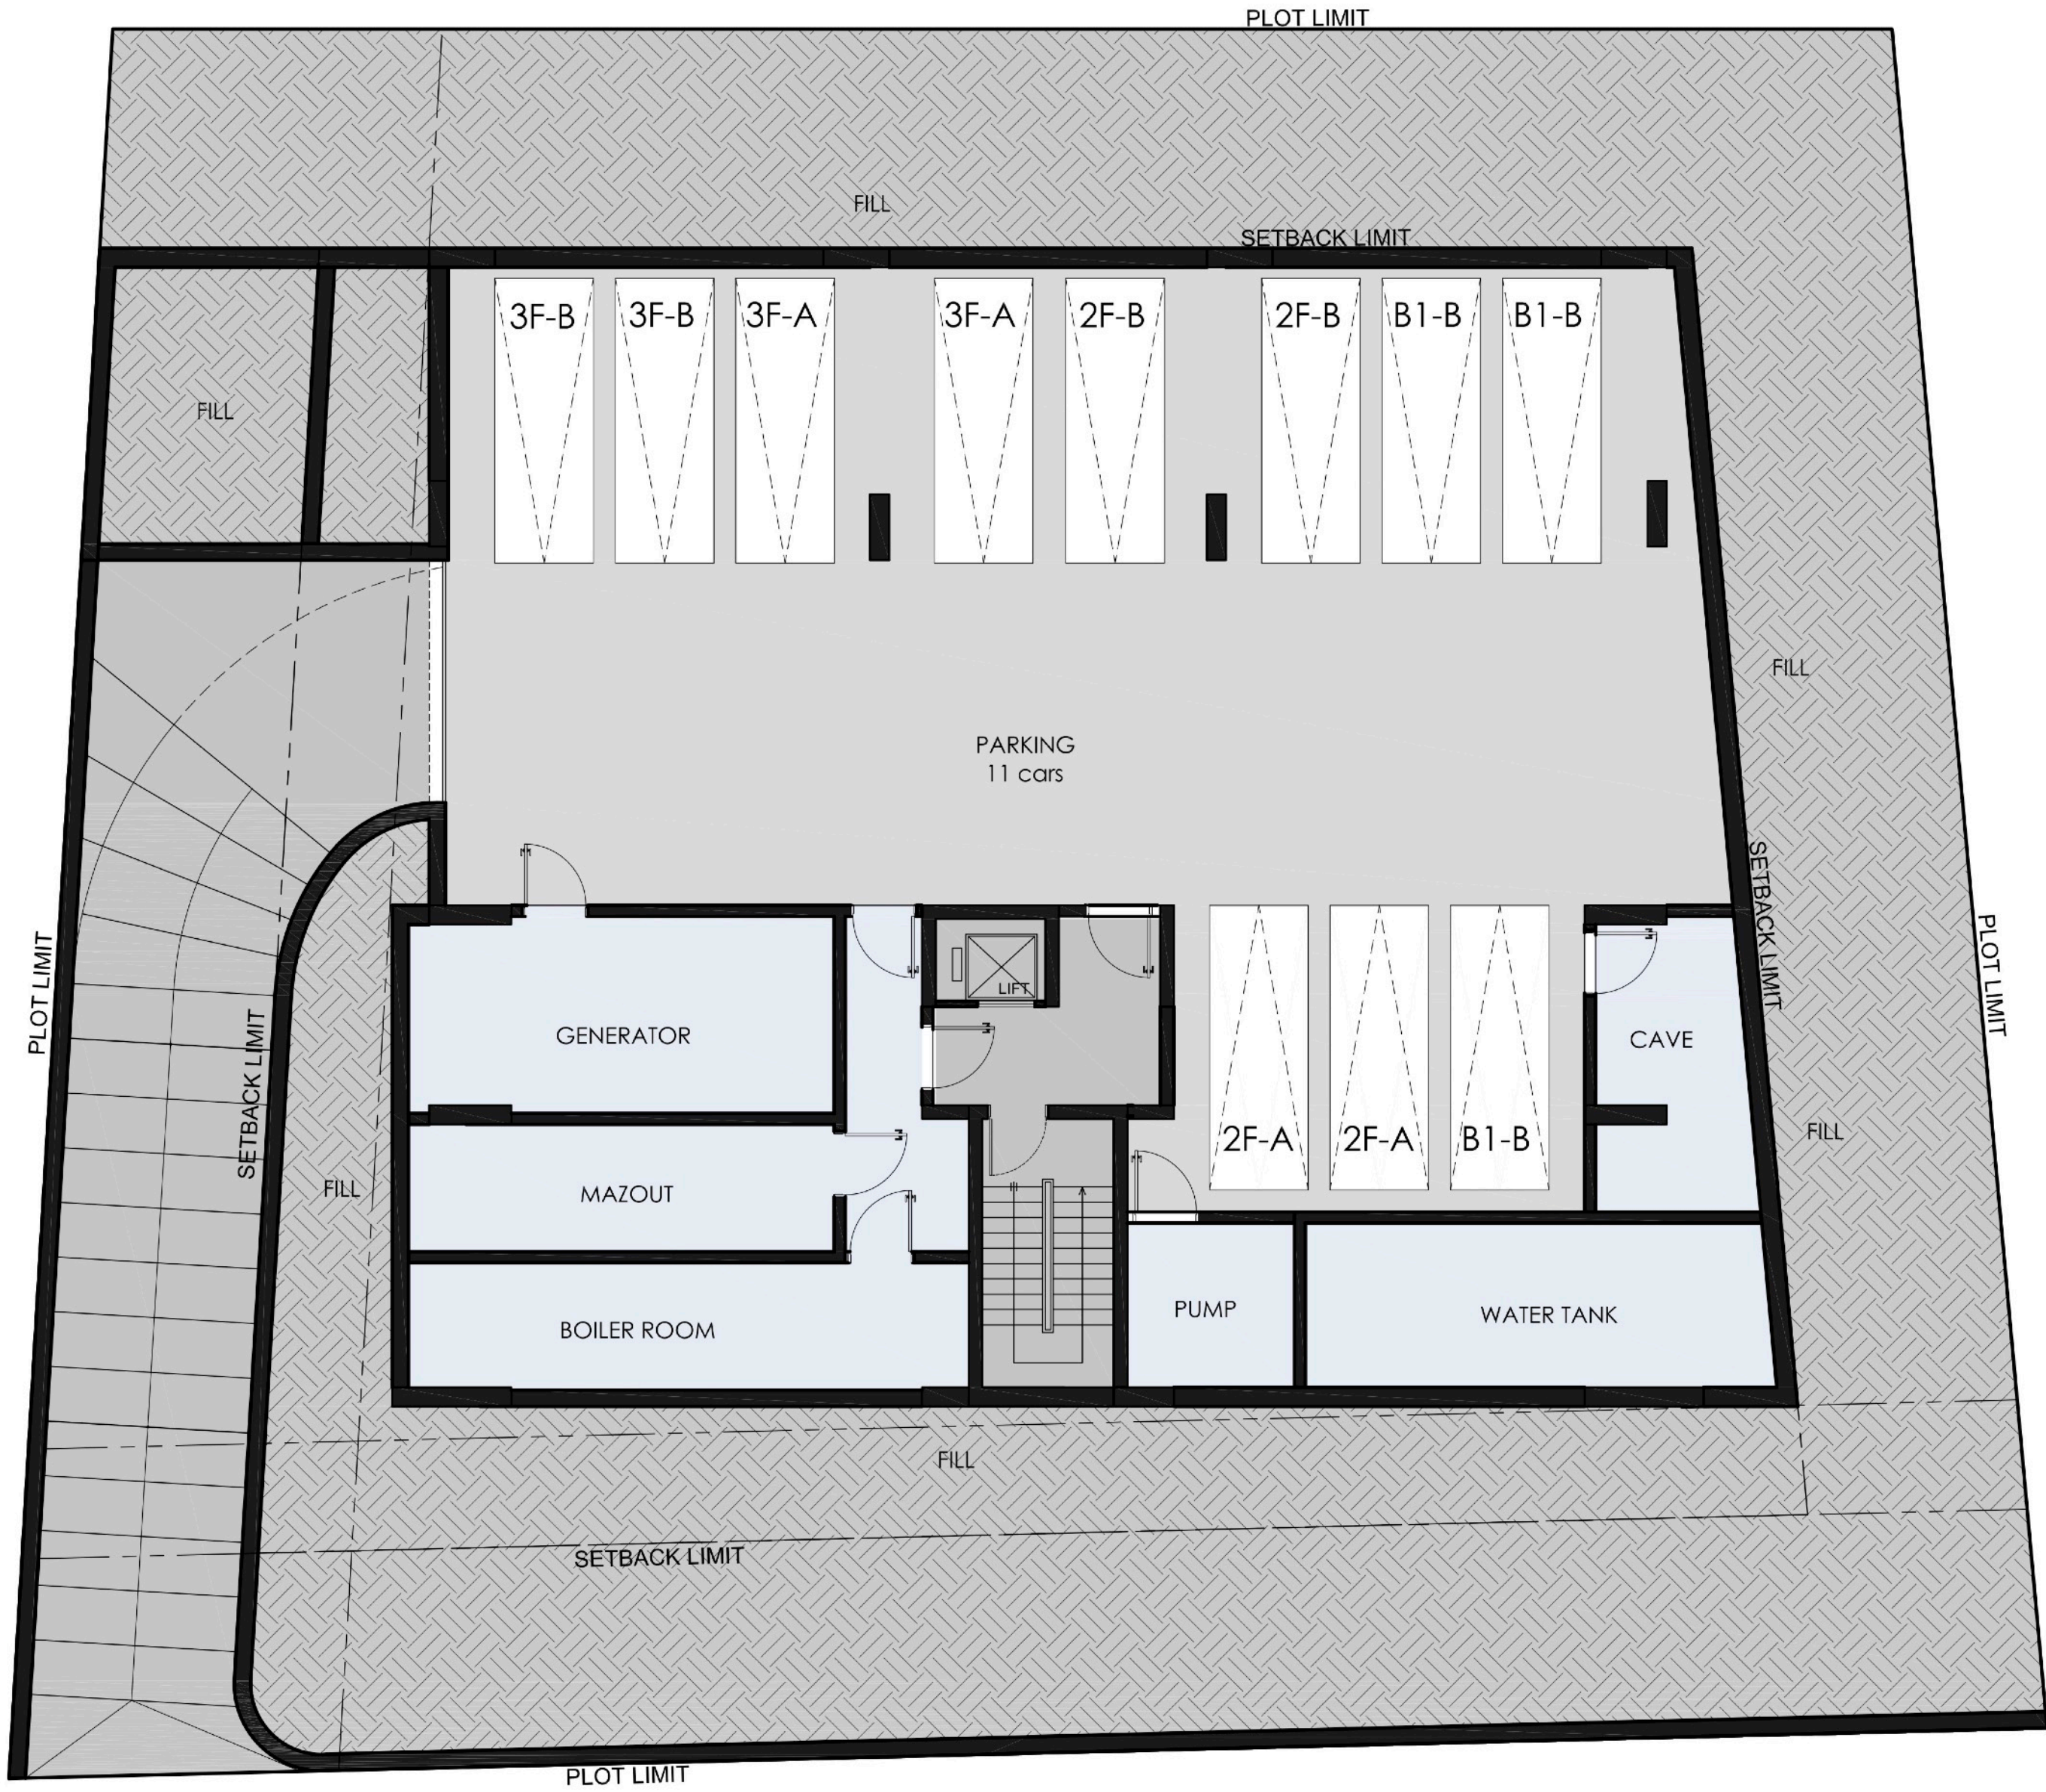 PLOT LIMIT
FILL
SETBACK LIMIT
3F-B
3F-B
3F-A
3F-A
2F-B
2F-B
B1-B
B1-B
FILL
FILL
PARKING
11 cars
SETBACK LIMIT
PLOT LIMIT
PLOT LIMIT
SETBACK LIMIT
LIFT
GENERATOR
CAVE
2F-A
2F-A
B1-B
FILL
FILL
MAZOUT
PUMP
WATER TANK
BOILER ROOM
FILL
SETBACK LIMIT
PLOT LIMIT